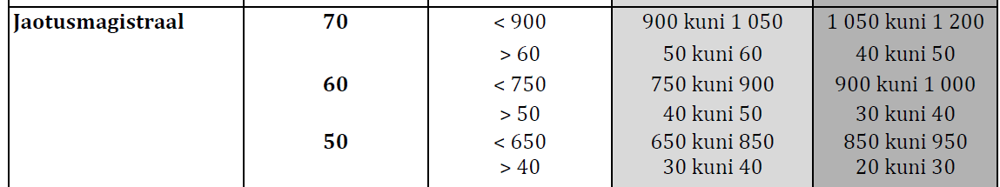 Jaotusmagistraal 70 < 900 900 kuni 1 050 1 050 kuni 1 200
> 60 50 kuni 60 40 kuni 50
60 < 750 750 kuni 900 900 kuni 1 000
> 50 40 kuni 50 30 kuni 40
50 < 650 650 kuni 850 850 kuni 950
> 40 30 kuni 40 20 kuni 30